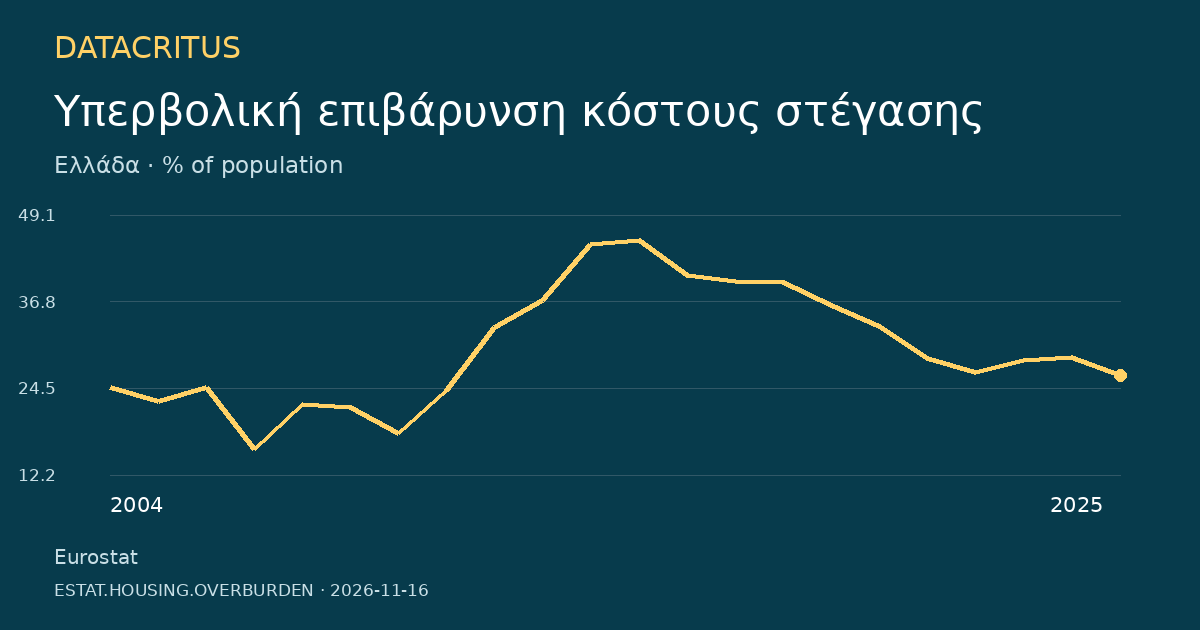 DATACRITUS
Υπερβολική επιβάρυνση κόστους στέγασης
Ελλάδα · % of population
49.1
36.8
24.5
12.2
2004 2025
Eurostat
ESTAT.HOUSING.OVERBURDEN · 2026-11-16